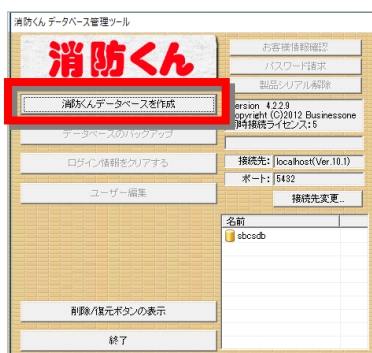 消防くん データベース管理ツール
消防くん
お客様情報確認
パスワード請求
製品シリアル解除
消防くんデータベースを作成
ersion 4.2.2.9
opyright (C)2012 Businessone
時接続ライセンス:5
データベースのバックアップ
ログイン情報をクリアする
接続先: localhost(Ver.10.1)
ポート: 5432
ユーザー編集
接続先変更...
名前
sbcsdb
削除/復元ボタンの表示
終了